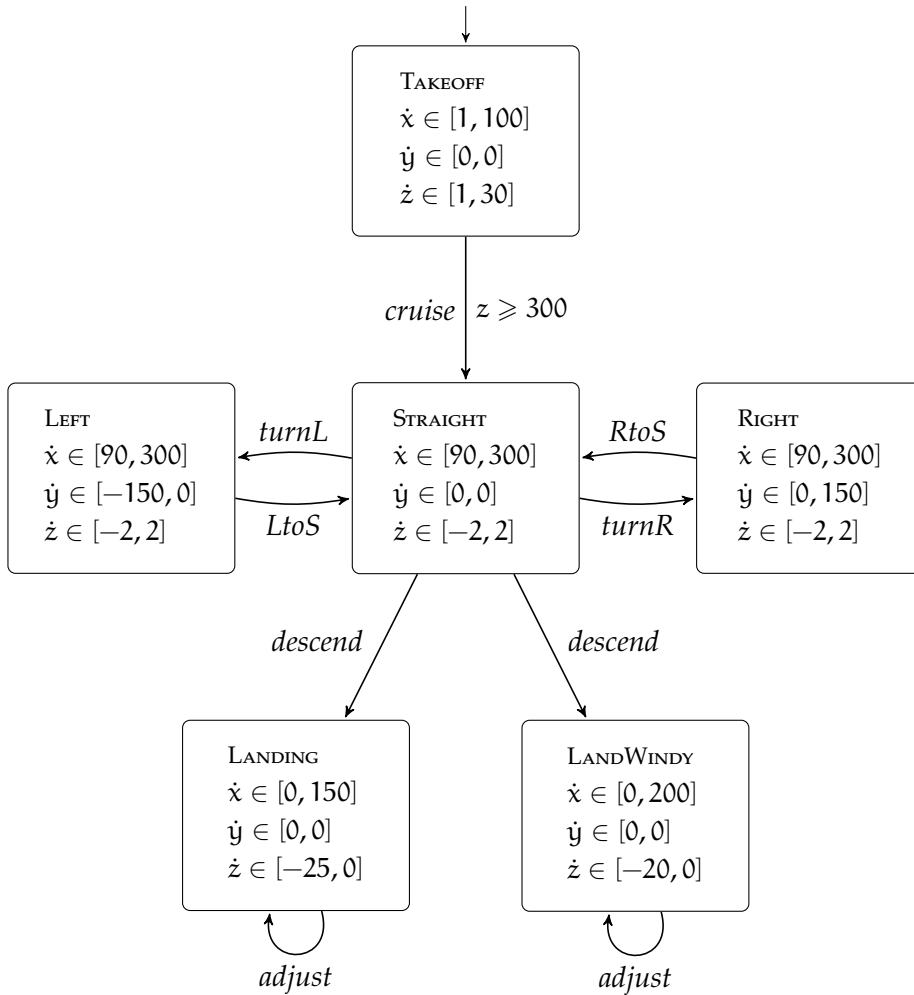 TAKEOFF
ẋ ∈ [1, 100]
ẏ ∈ [0, 0]
ż ∈ [1, 30]
cruise z ⩾ 300
LEFT
ẋ ∈ [90, 300]
ẏ ∈ [−150, 0]
ż ∈ [−2, 2]
turnL
LtoS
STRAIGHT
ẋ ∈ [90, 300]
ẏ ∈ [0, 0]
ż ∈ [−2, 2]
RtoS
turnR
RIGHT
ẋ ∈ [90, 300]
ẏ ∈ [0, 150]
ż ∈ [−2, 2]
descend
descend
LANDING
ẋ ∈ [0, 150]
ẏ ∈ [0, 0]
ż ∈ [−25, 0]
adjust
LANDWINDY
ẋ ∈ [0, 200]
ẏ ∈ [0, 0]
ż ∈ [−20, 0]
adjust